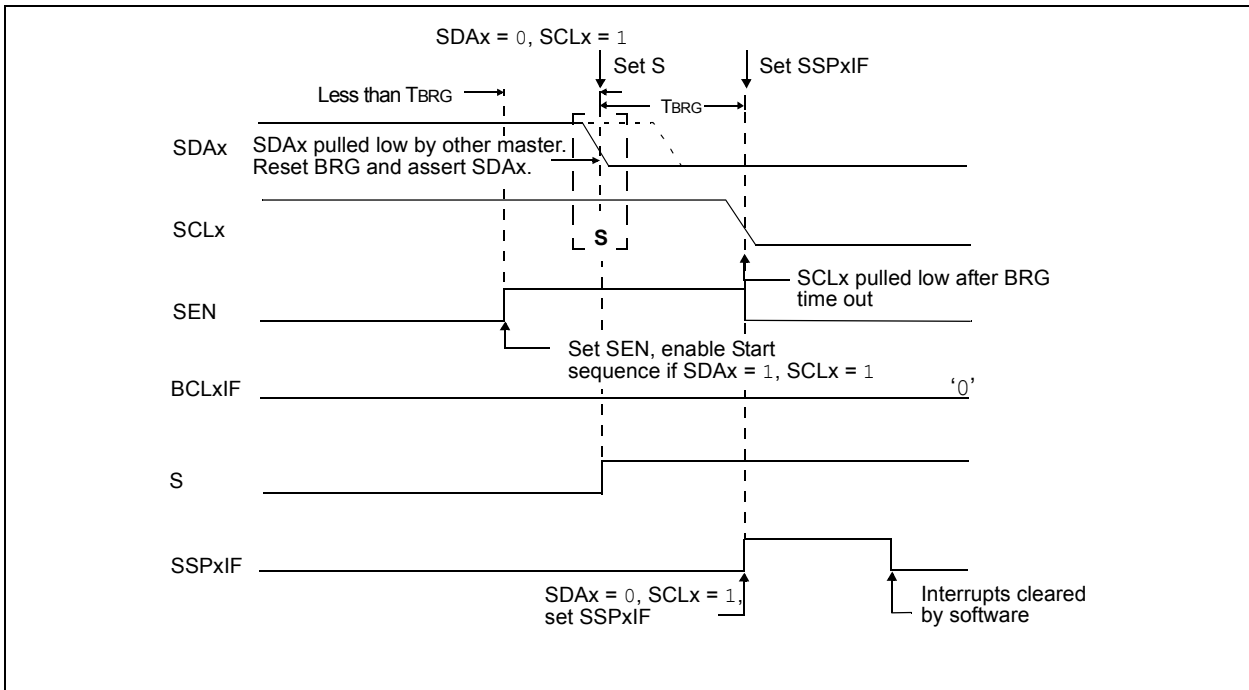 SDAx = 0, SCLx = 1
Set S
Set SSPxIF
Less than TBRG
TBRG
SDAx
SDAx pulled low by other master.
Reset BRG and assert SDAx.
SCLx
S
SCLx pulled low after BRG
time out
SEN
Set SEN, enable Start
sequence if SDAx = 1, SCLx = 1
BCLxIF
‘0’
S
SSPxIF
SDAx = 0, SCLx = 1,
set SSPxIF
Interrupts cleared
by software